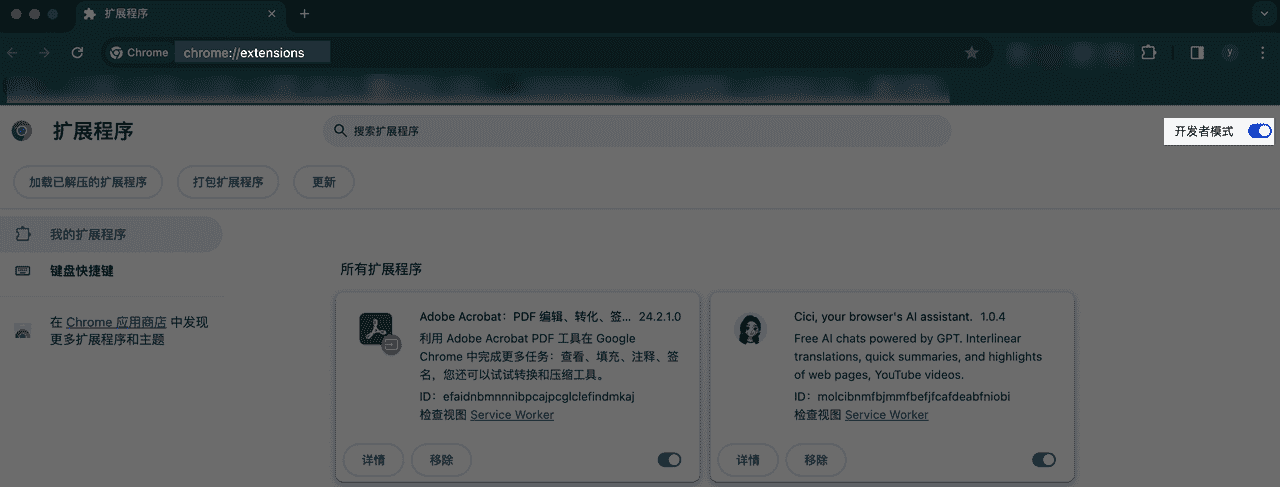 扩展程序
Chrome chrome://extensions
y
扩展程序
搜索扩展程序
开发者模式
加载已解压的扩展程序
打包扩展程序
更新
我的扩展程序
键盘快捷键
在 Chrome 应用商店 中发现
更多扩展程序和主题
所有扩展程序
Adobe Acrobat：PDF 编辑、转化、签... 24.2.1.0
利用 Adobe Acrobat PDF 工具在 Google
Chrome 中完成更多任务：查看、填充、注释、签
名，您还可以试试转换和压缩工具。
ID：efaidnbmnnnibpcajpcglclefindmkaj
检查视图 Service Worker
详情
移除
Cici, your browser's AI assistant. 1.0.4
Free AI chats powered by GPT. Interlinear
translations, quick summaries, and highlights
of web pages, YouTube videos.
ID：molcibnmfbjmmfbefjfcafdeabfniobi
检查视图 Service Worker
详情
移除